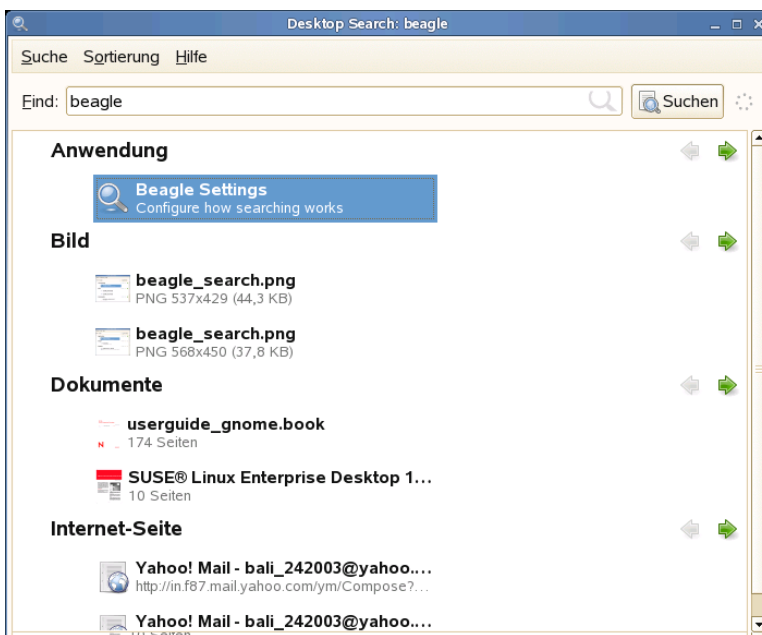 Desktop Search: beagle
Suche Sortierung Hilfe
Find: beagle Suchen
Anwendung
Beagle Settings
Configure how searching works
Bild
beagle_search.png
PNG 537x429 (44,3 KB)
beagle_search.png
PNG 568x450 (37,8 KB)
Dokumente
userguide_gnome.book
174 Seiten
SUSE® Linux Enterprise Desktop 1...
10 Seiten
Internet-Seite
Yahoo! Mail - bali_242003@yahoo....
http://in.f87.mail.yahoo.com/ym/Compose?...
Yahoo! Mail - bali_242003@yahoo....